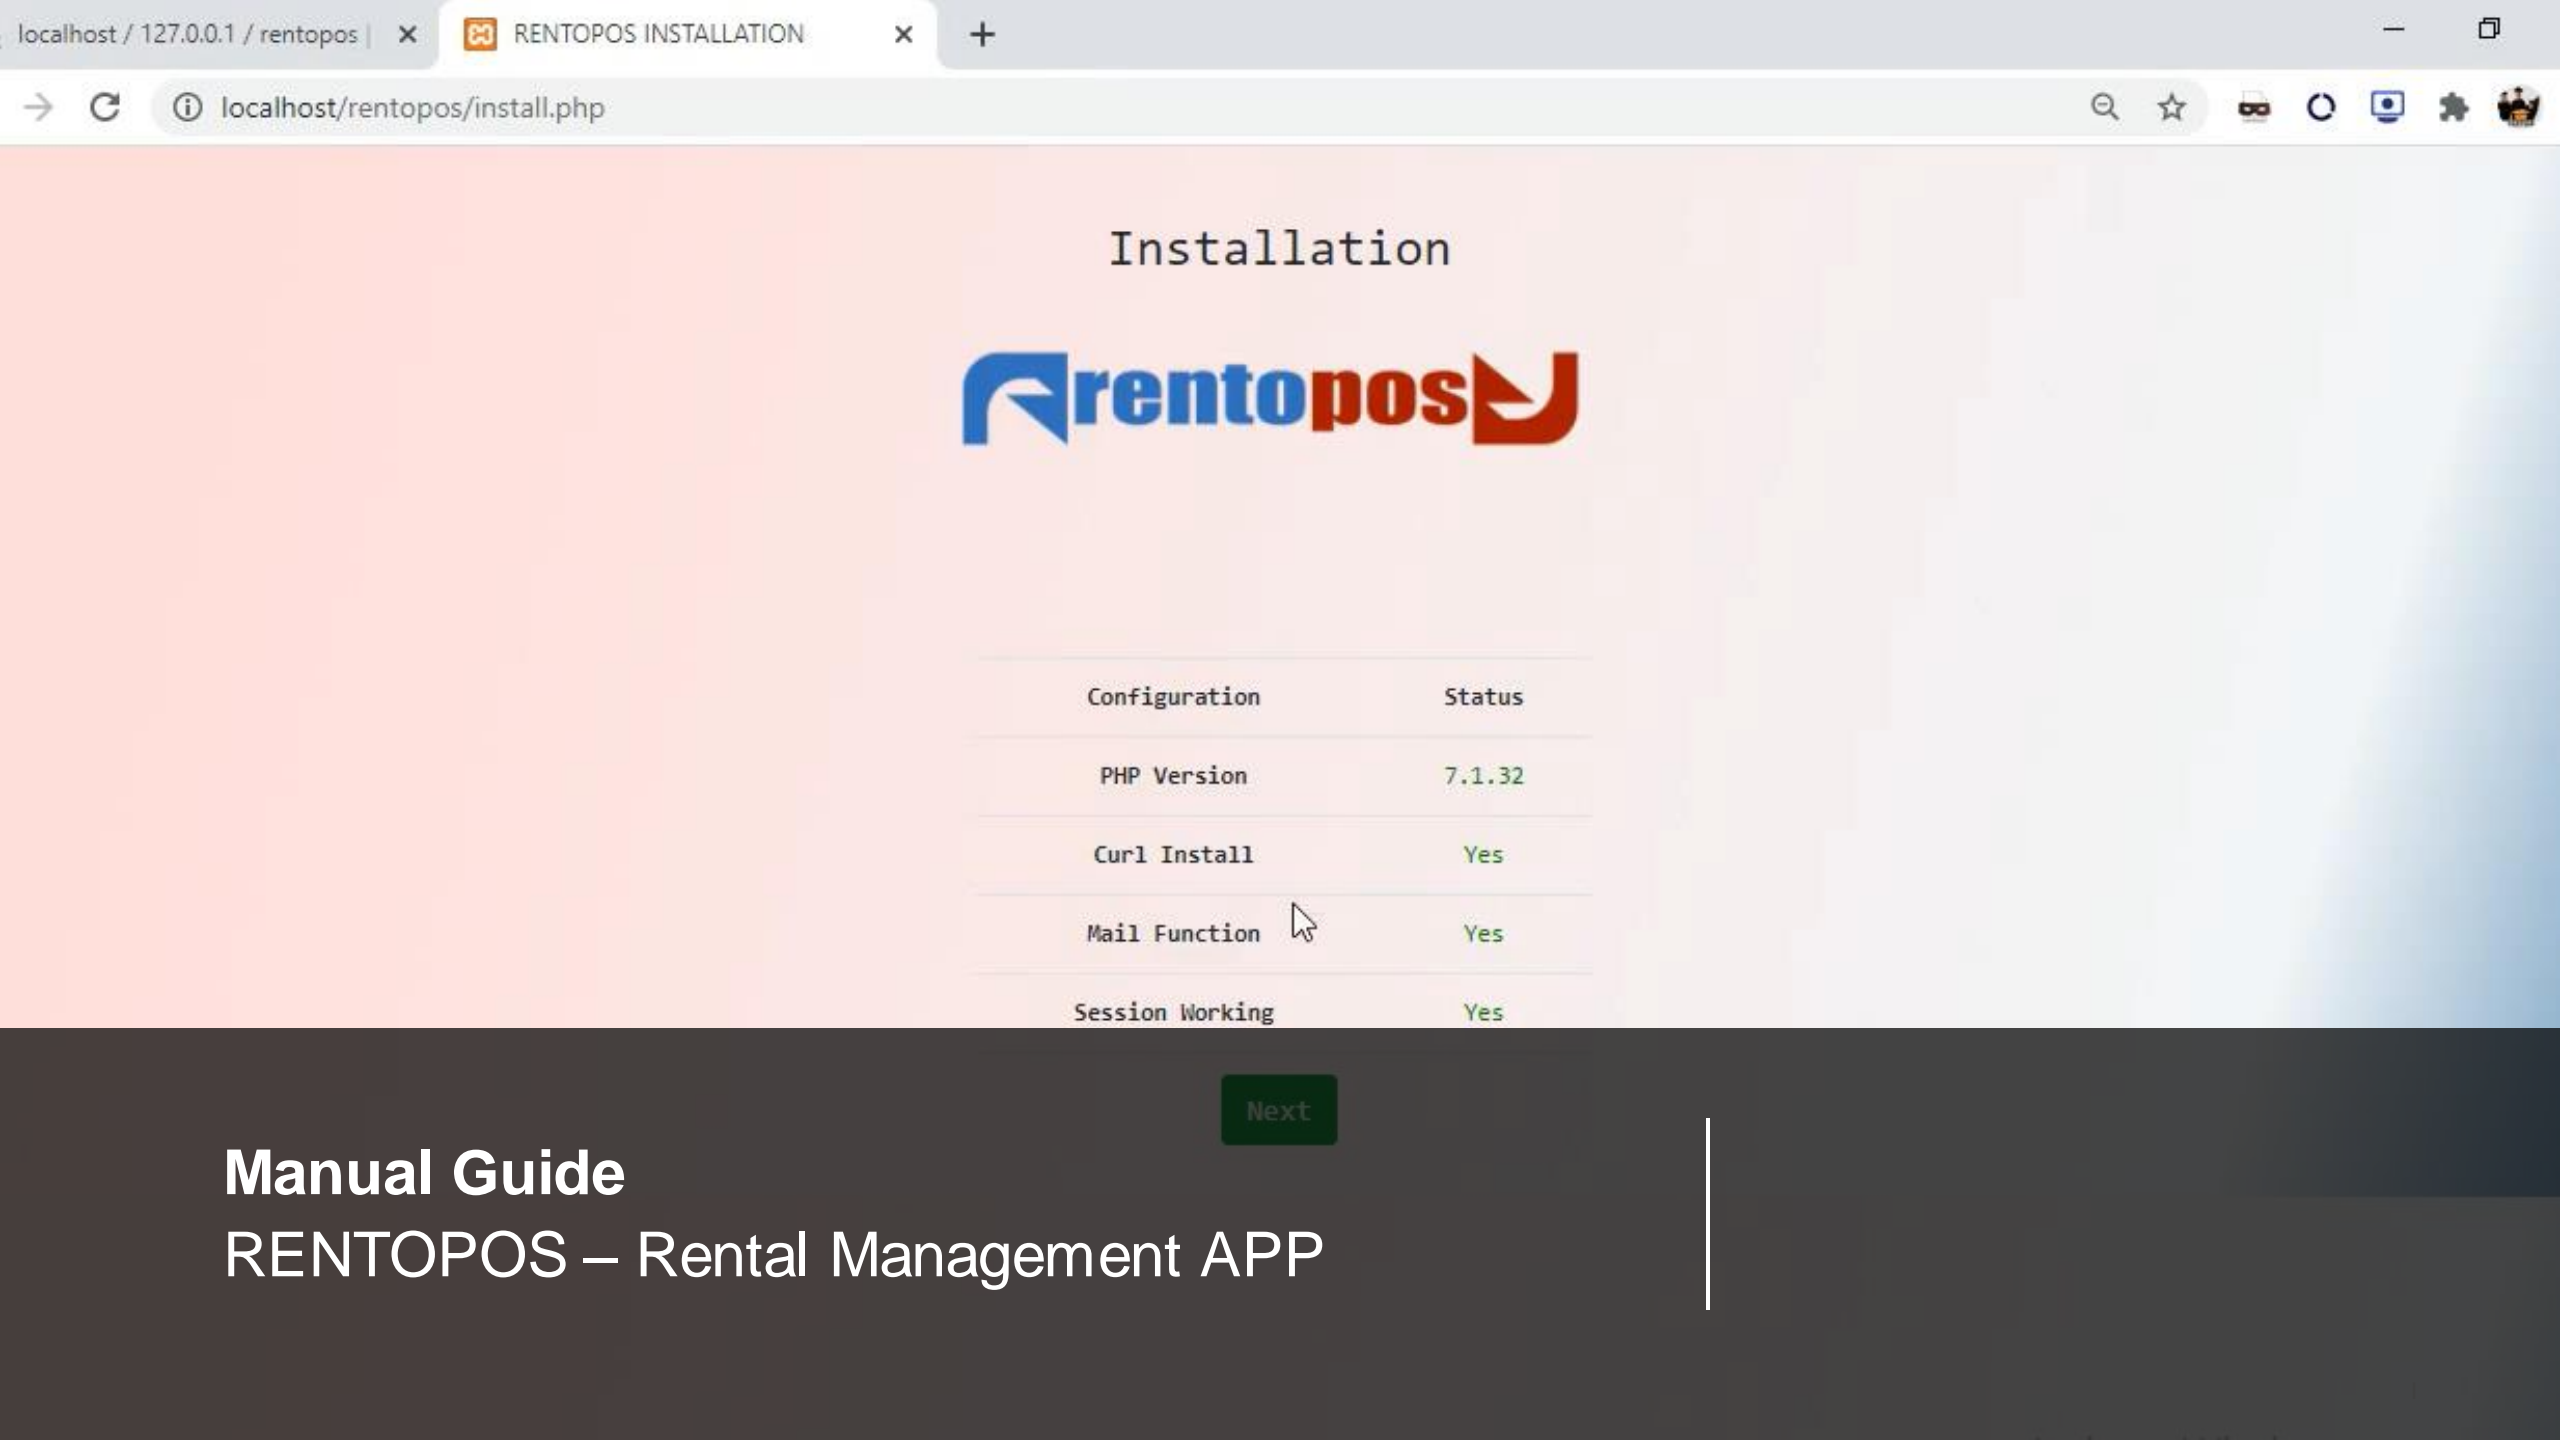 localhost / 127.0.0.1 / rentopos |
RENTOPOS INSTALLATION
localhost/rentopos/install.php
Installation
rentopos
Configuration Status
PHP Version 7.1.32
Curl Install Yes
Mail Function Yes
Session Working Yes
Next
Manual Guide
RENTOPOS – Rental Management APP